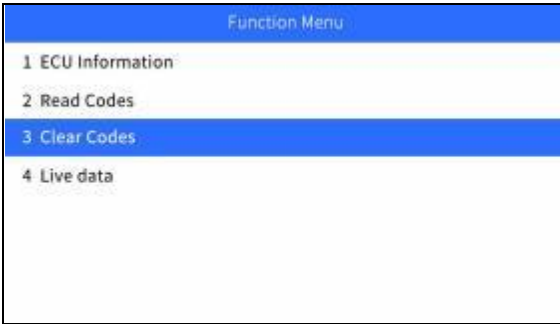 Function Menu
1 ECU Information
2 Read Codes
3 Clear Codes
4 Live data